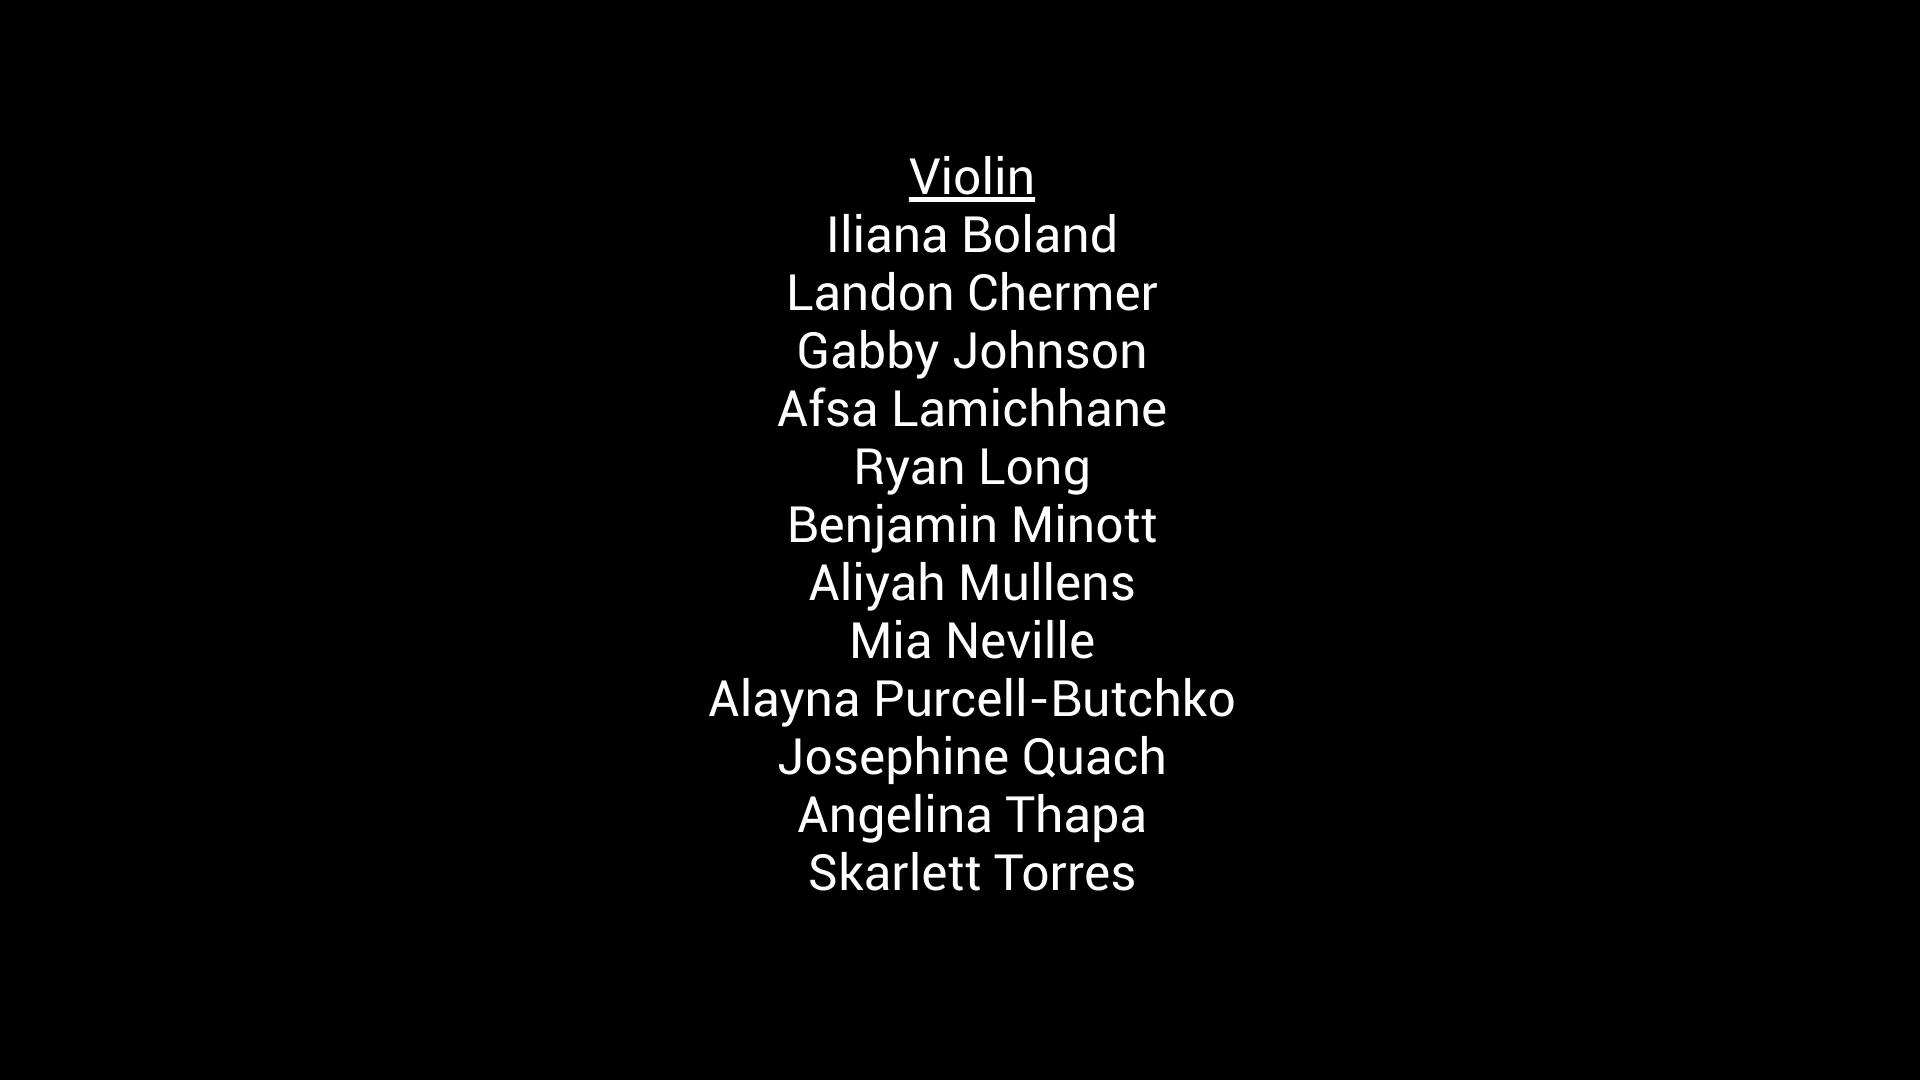 Violin
Iliana Boland
Landon Chermer
Gabby Johnson
Afsa Lamichhane
Ryan Long
Benjamin Minott
Aliyah Mullens
Mia Neville
Alayna Purcell-Butchko
Josephine Quach
Angelina Thapa
Skarlett Torres